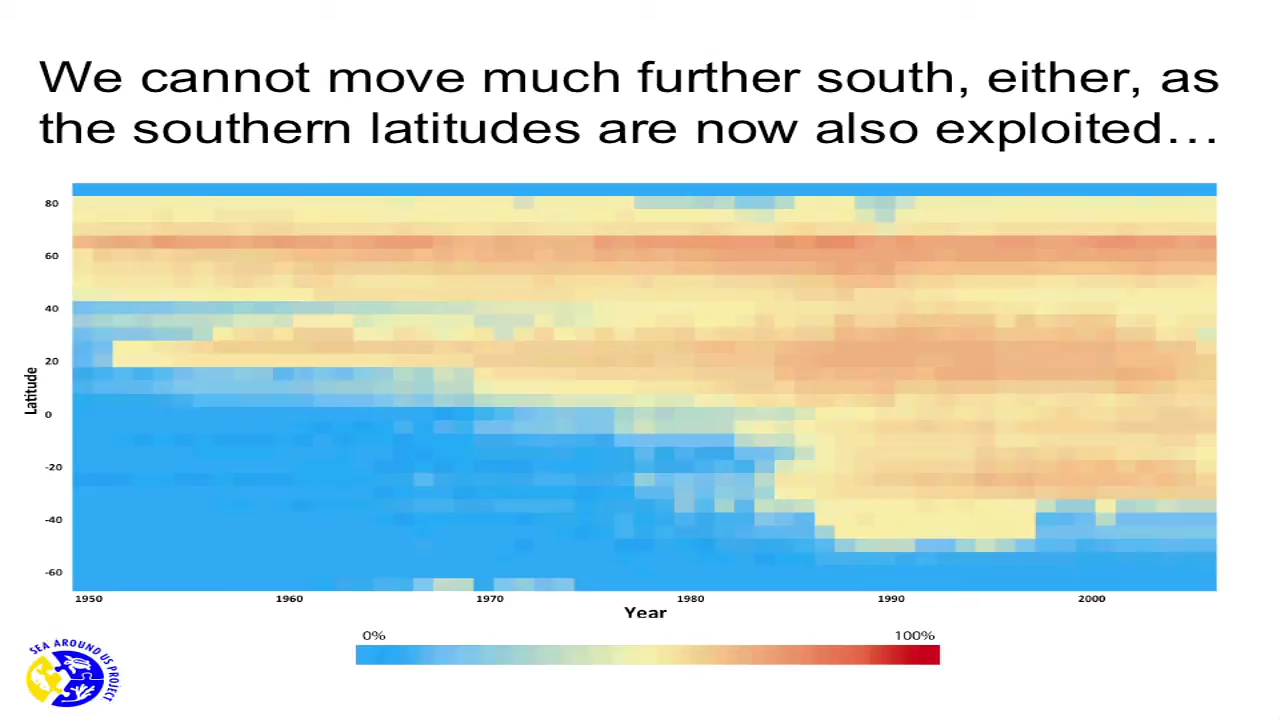 We cannot move much further south, either, as
the southern latitudes are now also exploited…
80
60
40
20
0
-20
-40
-60
Latitude
1950 1960 1970 1980 1990 2000
Year
0% 100%
SEA AROUND US PROJECT